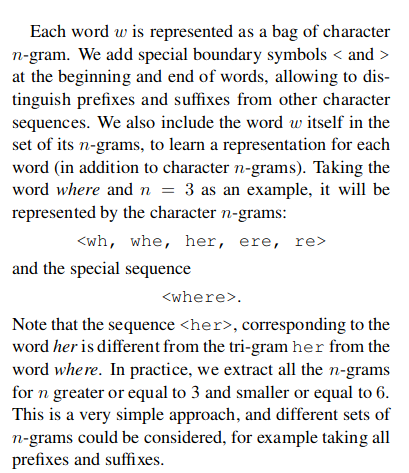 Each word w is represented as a bag of character
n-gram. We add special boundary symbols < and >
at the beginning and end of words, allowing to dis-
tinguish prefixes and suffixes from other character
sequences. We also include the word w itself in the
set of its n-grams, to learn a representation for each
word (in addition to character n-grams). Taking the
word where and n = 3 as an example, it will be
represented by the character n-grams:
<wh, whe, her, ere, re>
and the special sequence
<where>.
Note that the sequence <her>, corresponding to the
word her is different from the tri-gram her from the
word where. In practice, we extract all the n-grams
for n greater or equal to 3 and smaller or equal to 6.
This is a very simple approach, and different sets of
n-grams could be considered, for example taking all
prefixes and suffixes.